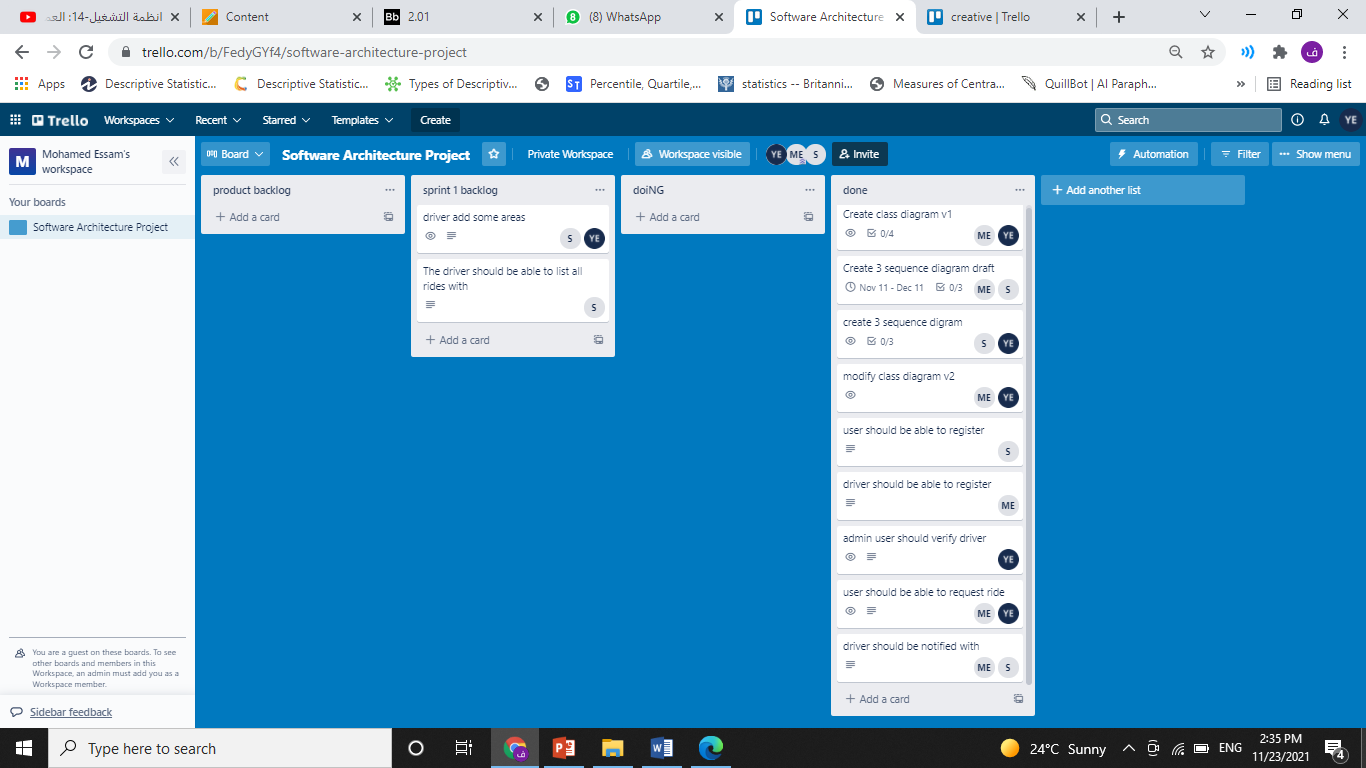 انظمة التشغيل-14: الع
Content
2.01
(8) WhatsApp
Software Architecture
creative | Trello
trello.com/b/FedyGYf4/software-architecture-project
Apps
Descriptive Statistic...
Descriptive Statistic...
Types of Descriptiv...
Percentile, Quartile,...
statistics -- Britanni...
Measures of Centra...
QuillBot | AI Paraph...
»
Reading list
Trello
Workspaces
Recent
Starred
Templates
Create
Search
YE
M
Mohamed Essam's
workspace
Board
Software Architecture Project
Private Workspace
Workspace visible
YE
ME
S
Invite
Automation
Filter
Show menu
Your boards
Software Architecture Project
product backlog
Add a card
sprint 1 backlog
driver add some areas
S
YE
The driver should be able to list all
rides with
S
Add a card
doiNG
Add a card
done
Create class diagram v1
0/4
ME
YE
Create 3 sequence diagram draft
Nov 11 - Dec 11
0/3
ME
S
create 3 sequence digram
0/3
S
YE
modify class diagram v2
ME
YE
user should be able to register
S
driver should be able to register
ME
admin user should verify driver
YE
user should be able to request ride
ME
YE
driver should be notified with
ME
S
Add a card
Add another list
You are a guest on these boards. To see
other boards and members in this
Workspace, an admin must add you as a
Workspace member.
Sidebar feedback
Type here to search
24°C Sunny
ENG
2:35 PM
11/23/2021
4